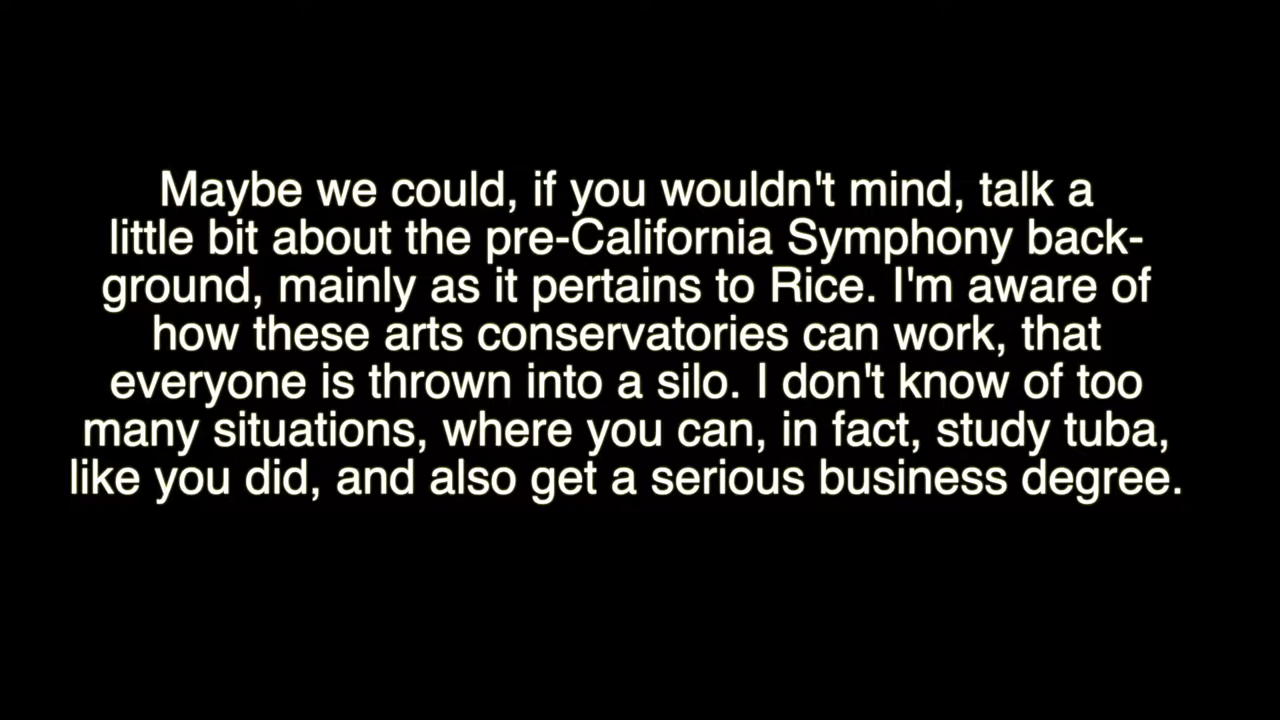 Maybe we could, if you wouldn't mind, talk a
little bit about the pre-California Symphony back-
ground, mainly as it pertains to Rice. I'm aware of
how these arts conservatories can work, that
everyone is thrown into a silo. I don't know of too
many situations, where you can, in fact, study tuba,
like you did, and also get a serious business degree.